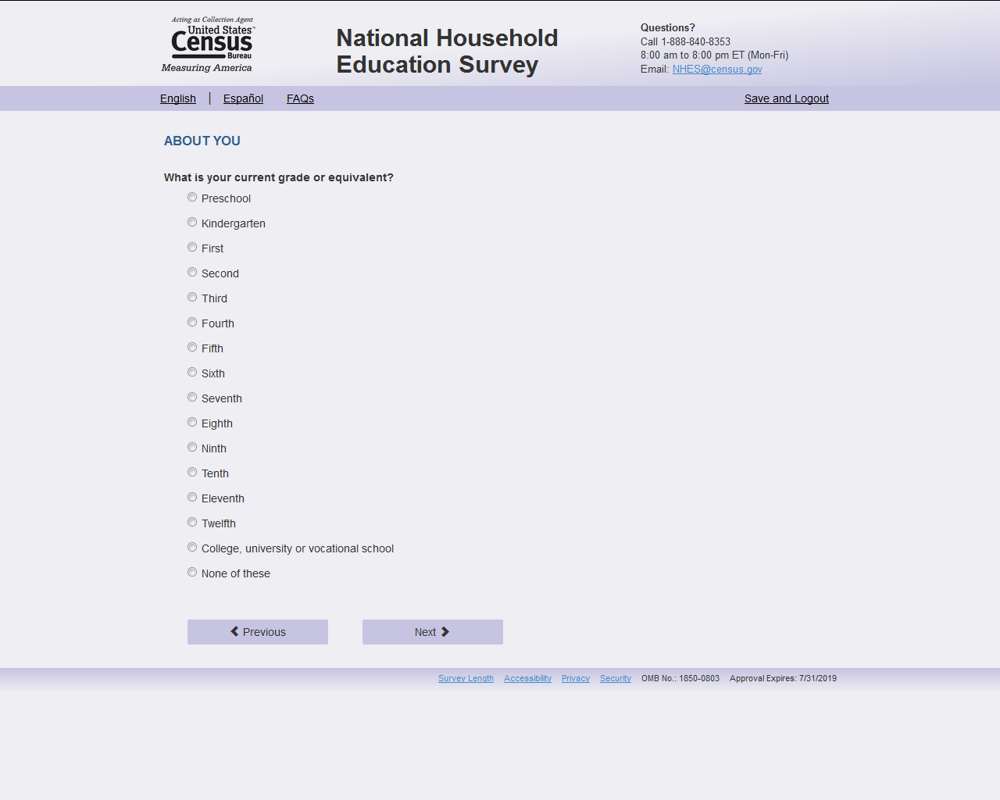 Acting as Collection Agent
United States™
Census
Bureau
Measuring America
National Household
Education Survey
Questions?
Call 1-888-840-8353
8:00 am to 8:00 pm ET (Mon-Fri)
Email: NHES@census.gov
English | Español FAQs Save and Logout
ABOUT YOU
What is your current grade or equivalent?
Preschool
Kindergarten
First
Second
Third
Fourth
Fifth
Sixth
Seventh
Eighth
Ninth
Tenth
Eleventh
Twelfth
College, university or vocational school
None of these
Previous Next
Survey Length Accessibility Privacy Security OMB No.: 1850-0803 Approval Expires: 7/31/2019